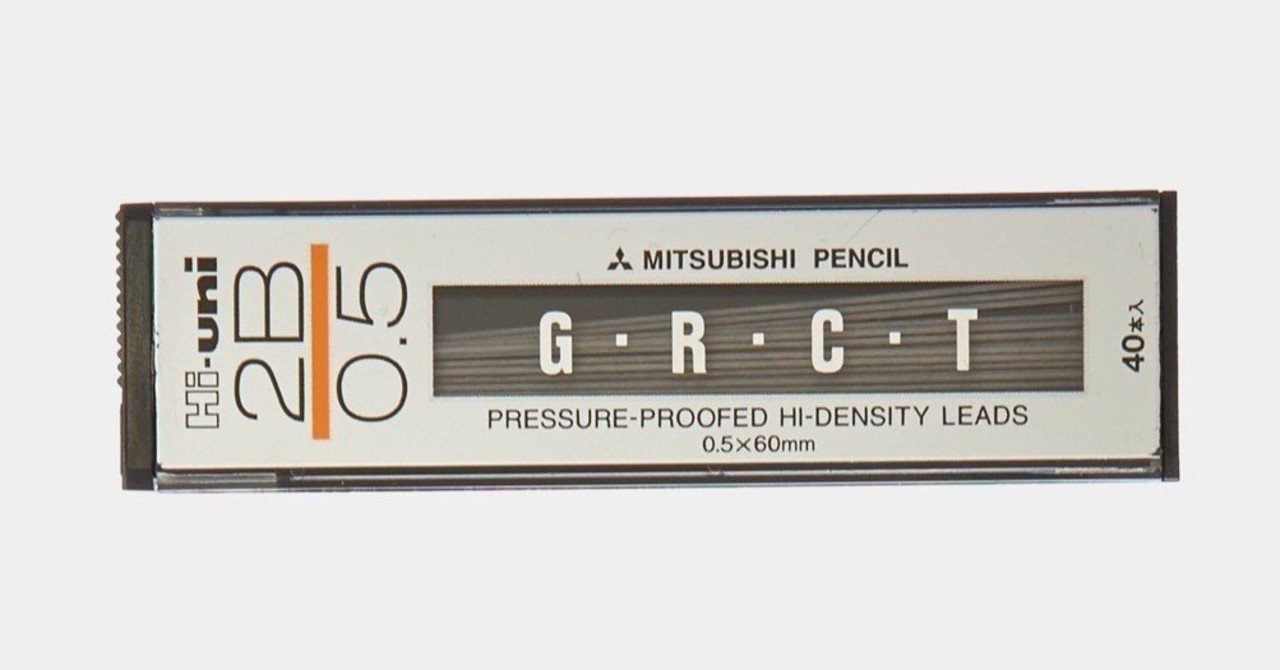 Hi-uni
2B
0.5
MITSUBISHI PENCIL
G·R·C·T
PRESSURE-PROOFED HI-DENSITY LEADS
0.5×60mm
40本入